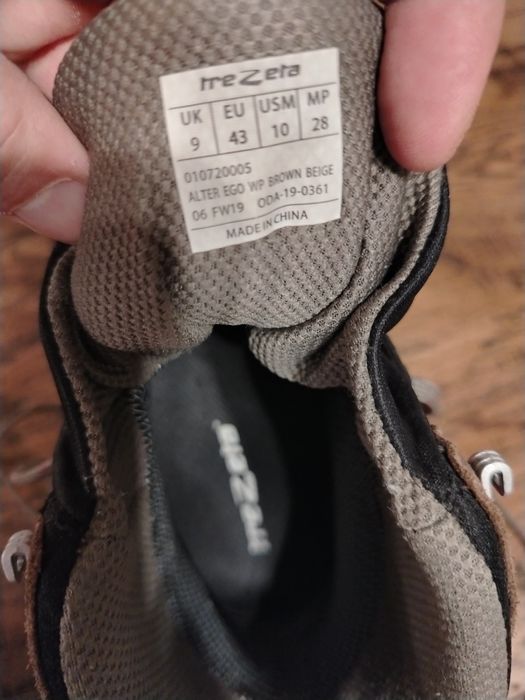 treZeta
UK EU USM MP
9 43 10 28
010720005
ALTER EGO WP BROWN BEIGE
06 FW19 ODA-19-0361
MADE IN CHINA
treZeta